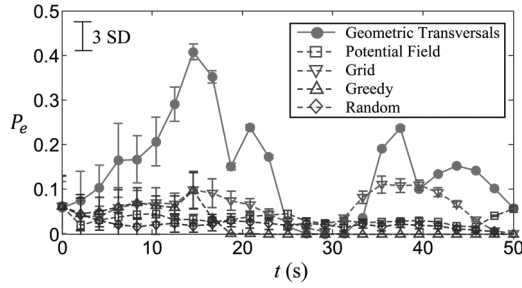 0.5
3 SD
Geometric Transversals
Potential Field
Grid
Greedy
Random
0.4
0.3
P_e
0.2
0.1
0
0 10 20 30 40 50
t (s)